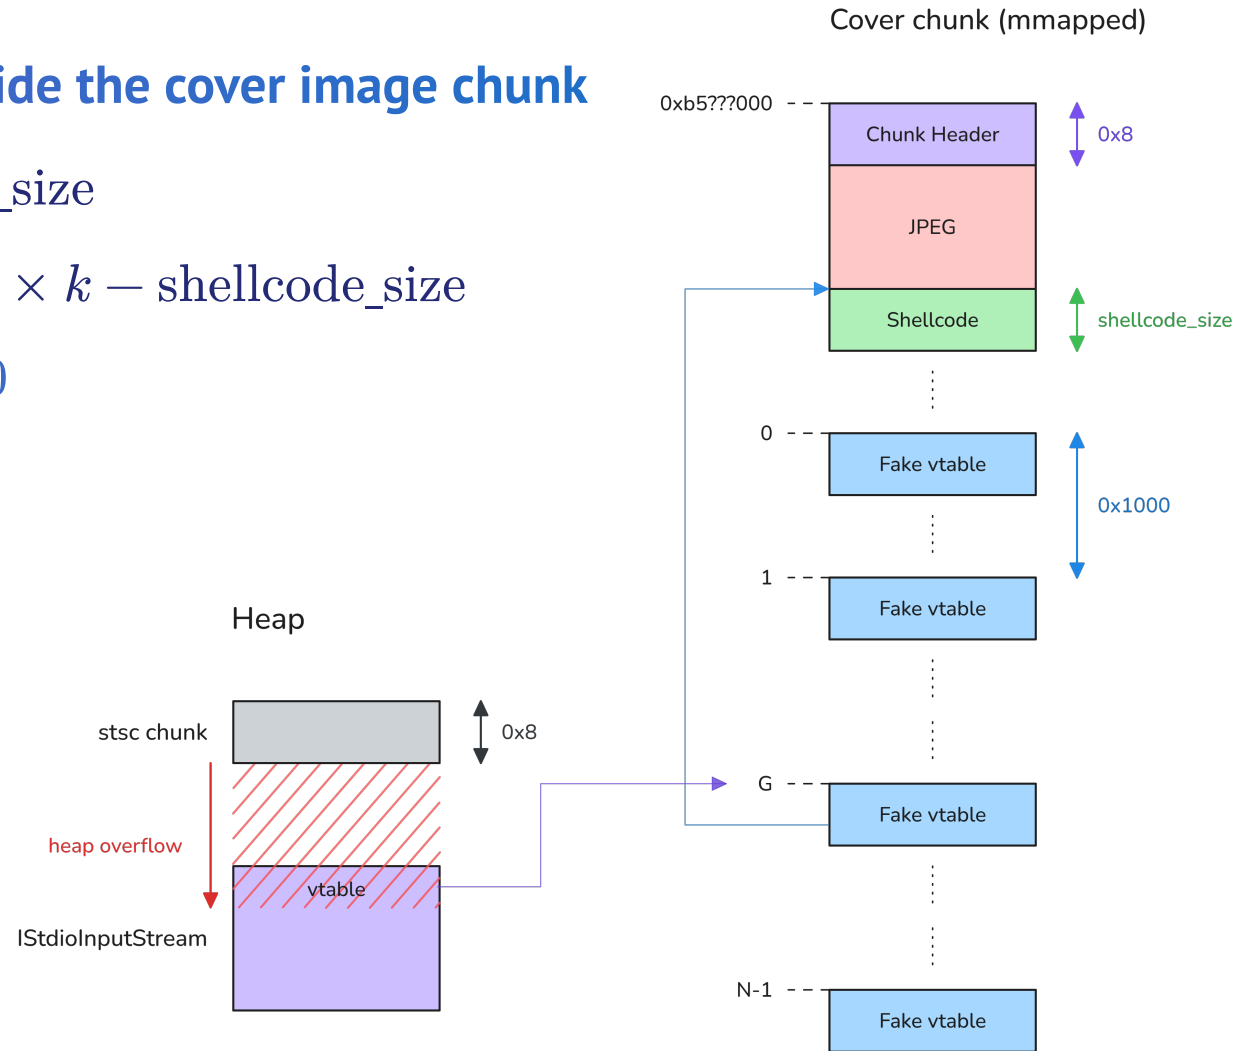 Cover chunk (mmapped)
ide the cover image chunk
_size
× k − shellcode_size
)
0xb5???000
Chunk Header
0x8
JPEG
Shellcode
shellcode_size
0
Fake vtable
0x1000
1
Fake vtable
Heap
stsc chunk
0x8
heap overflow
vtable
IStdioInputStream
G
Fake vtable
N-1
Fake vtable